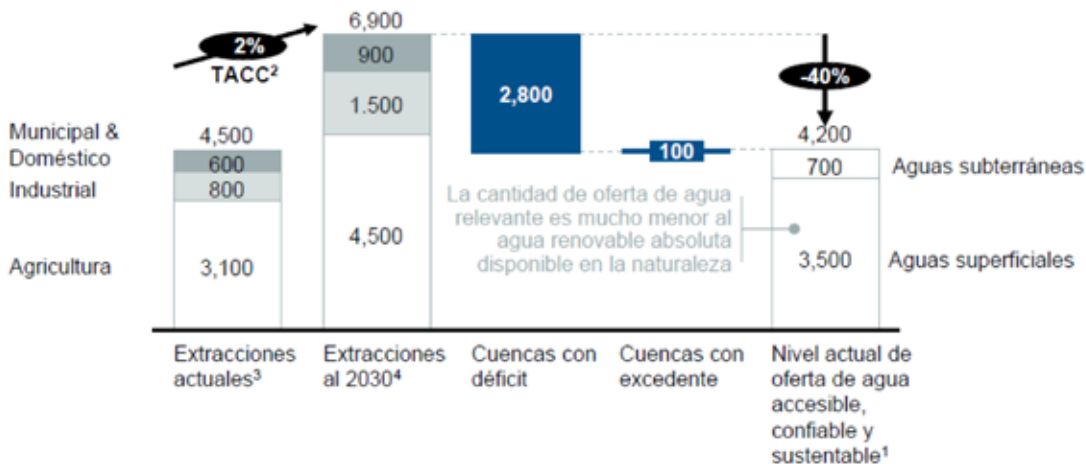 6,900
2%
TACC²
900
-40%
2,800
1.500
Municipal &
Doméstico
4,500
4,200
600
100
700
Aguas subterráneas
Industrial
800
La cantidad de oferta de agua
relevante es mucho menor al
agua renovable absoluta
disponible en la naturaleza
4,500
Agricultura
3,100
3,500
Aguas superficiales
Extracciones
actuales³
Extracciones
al 2030⁴
Cuencas con
déficit
Cuencas con
excedente
Nivel actual de
oferta de agua
accesible,
confiable y
sustentable¹